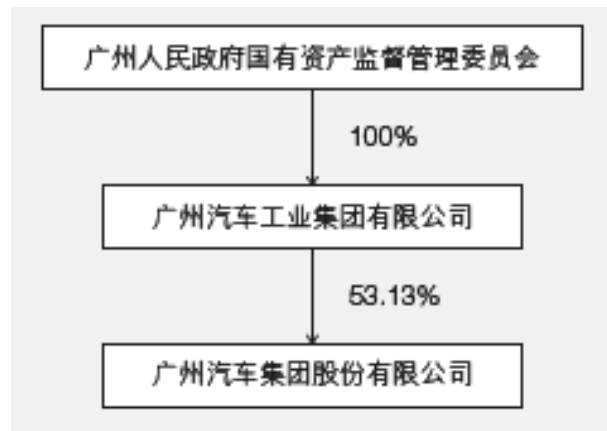 广州人民政府国有资产监督管理委员会
100%
广州汽车工业集团有限公司
53.13%
广州汽车集团股份有限公司